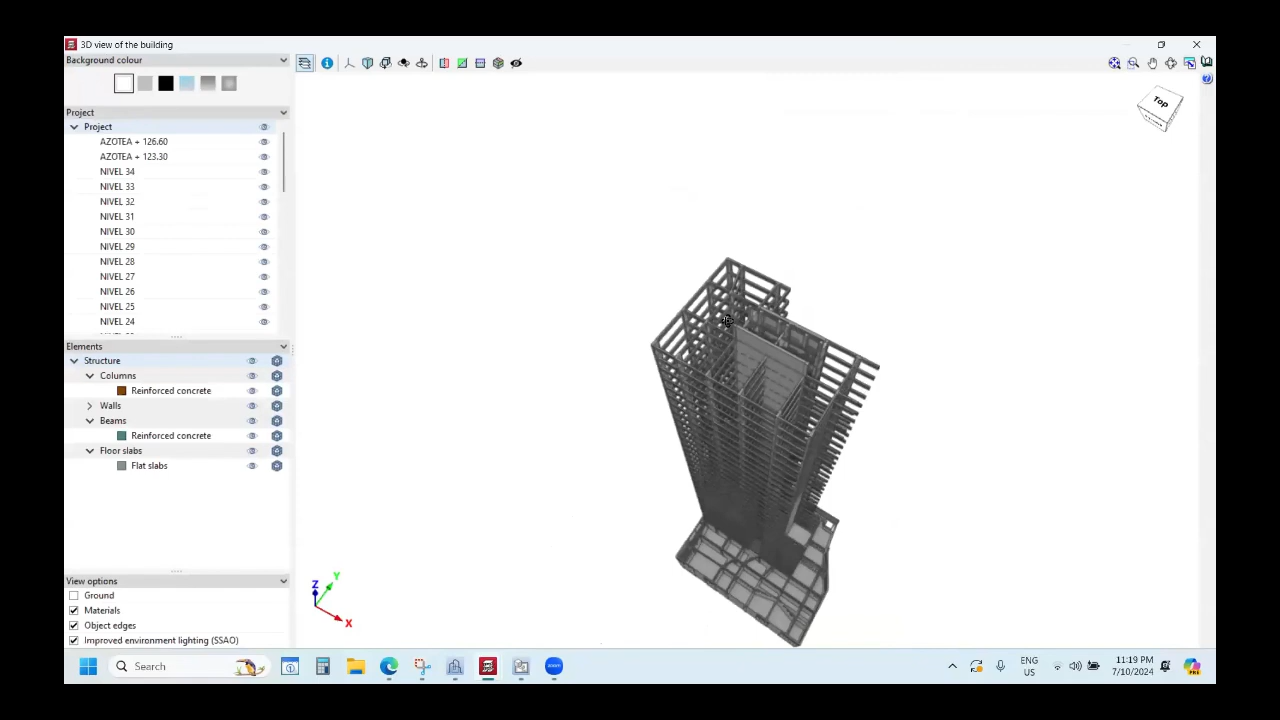 3D view of the building
Background colour
Project
Project
AZOTEA + 126.60
AZOTEA + 123.30
NIVEL 34
NIVEL 33
NIVEL 32
NIVEL 31
NIVEL 30
NIVEL 29
NIVEL 28
NIVEL 27
NIVEL 26
NIVEL 25
NIVEL 24
Elements
Structure
Columns
Reinforced concrete
Walls
Beams
Reinforced concrete
Floor slabs
Flat slabs
View options
Ground
Materials
Object edges
Improved environment lighting (SSAO)
Top
Z
Y
X
Search
zoom
ENG
US
11:19 PM
7/10/2024
PRE